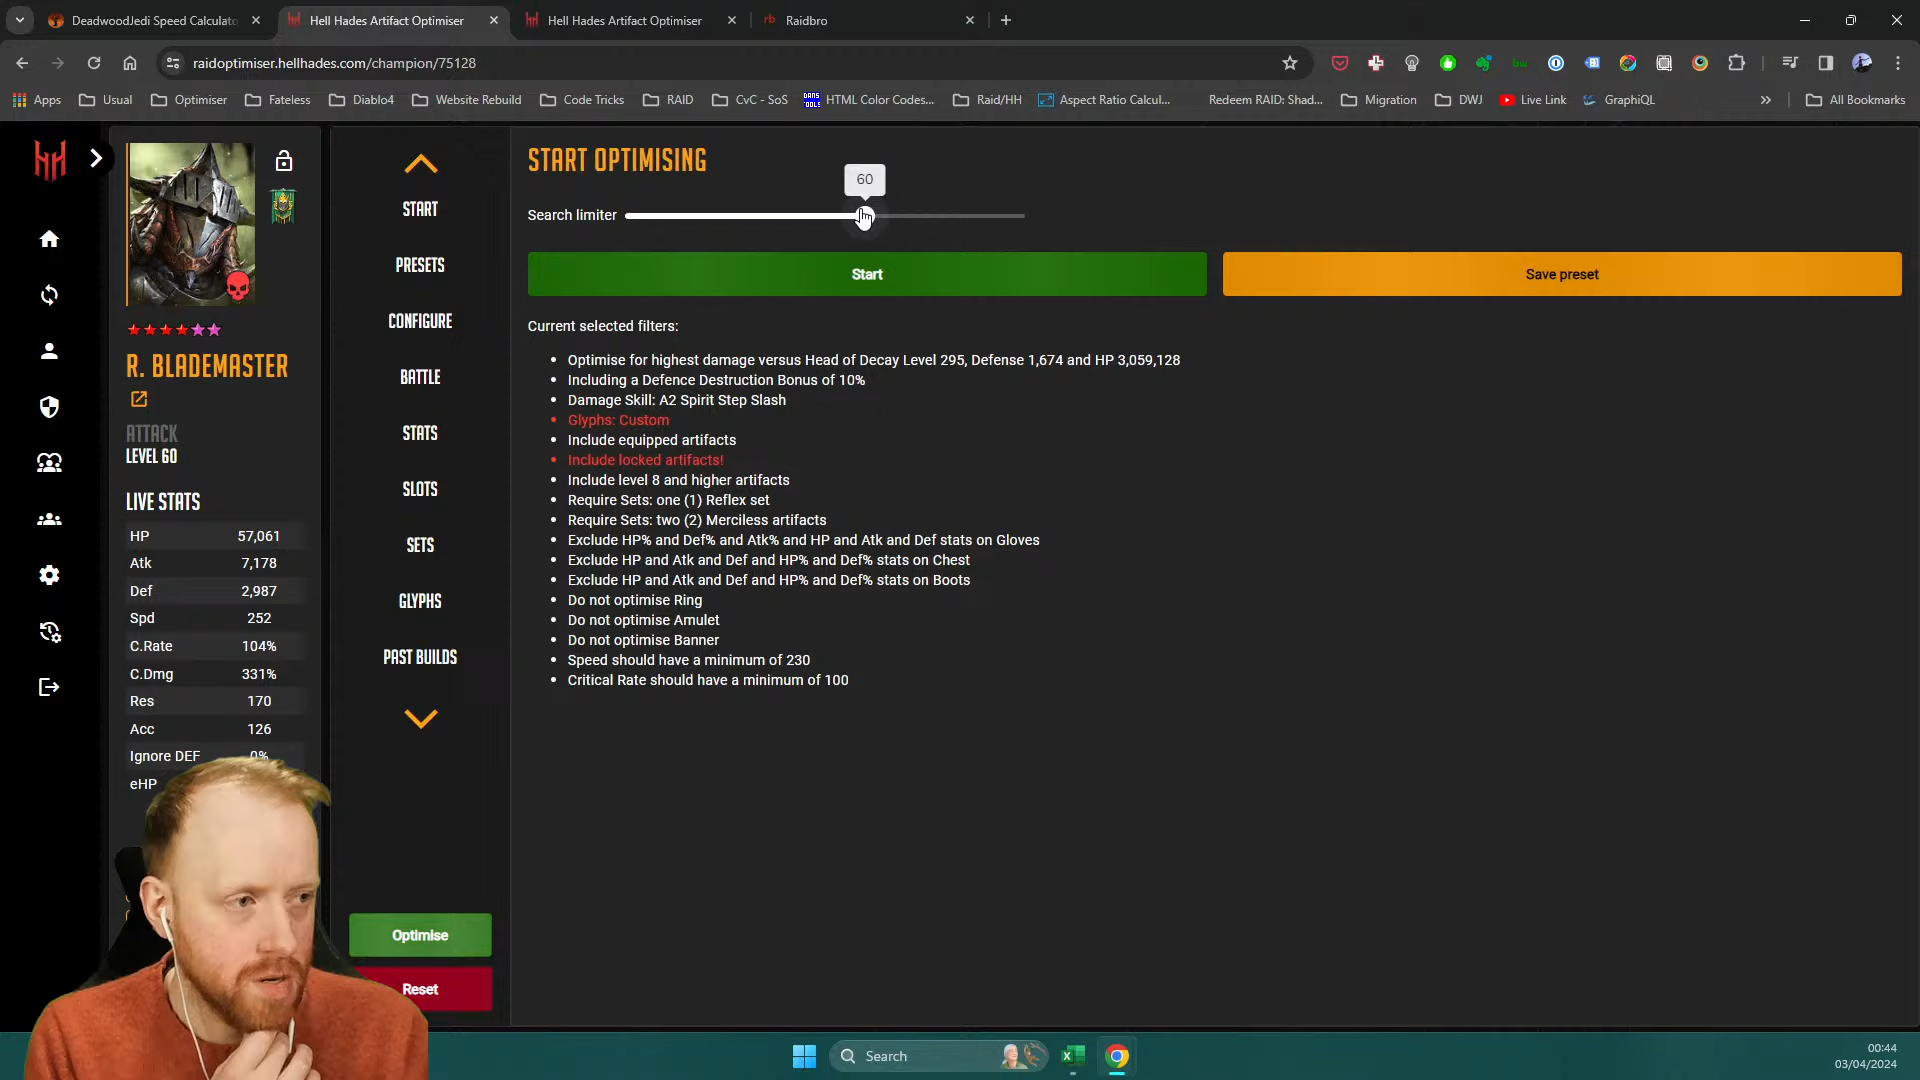 DeadwoodJedi Speed Calculato
Hell Hades Artifact Optimiser
Hell Hades Artifact Optimiser
rb
Raidbro
raidoptimiser.hellhades.com/champion/75128
Apps
Usual
Optimiser
Fateless
Diablo4
Website Rebuild
Code Tricks
RAID
CvC - SoS
HTML Color Codes...
Raid/HH
Aspect Ratio Calcul...
Redeem RAID: Shad...
Migration
DWJ
Live Link
GraphiQL
All Bookmarks
R. BLADEMASTER
ATTACK
LEVEL 60
LIVE STATS
HP 57,061
Atk 7,178
Def 2,987
Spd 252
C.Rate 104%
C.Dmg 331%
Res 170
Acc 126
Ignore DEF 0%
eHP
START
PRESETS
CONFIGURE
BATTLE
STATS
SLOTS
SETS
GLYPHS
PAST BUILDS
Optimise
Reset
START OPTIMISING
60
Search limiter
Start
Save preset
Current selected filters:
• Optimise for highest damage versus Head of Decay Level 295, Defense 1,674 and HP 3,059,128
• Including a Defence Destruction Bonus of 10%
• Damage Skill: A2 Spirit Step Slash
• Glyphs: Custom
• Include equipped artifacts
• Include locked artifacts!
• Include level 8 and higher artifacts
• Require Sets: one (1) Reflex set
• Require Sets: two (2) Merciless artifacts
• Exclude HP% and Def% and Atk% and HP and Atk and Def stats on Gloves
• Exclude HP and Atk and Def and HP% and Def% stats on Chest
• Exclude HP and Atk and Def and HP% and Def% stats on Boots
• Do not optimise Ring
• Do not optimise Amulet
• Do not optimise Banner
• Speed should have a minimum of 230
• Critical Rate should have a minimum of 100
Search
00:44
03/04/2024